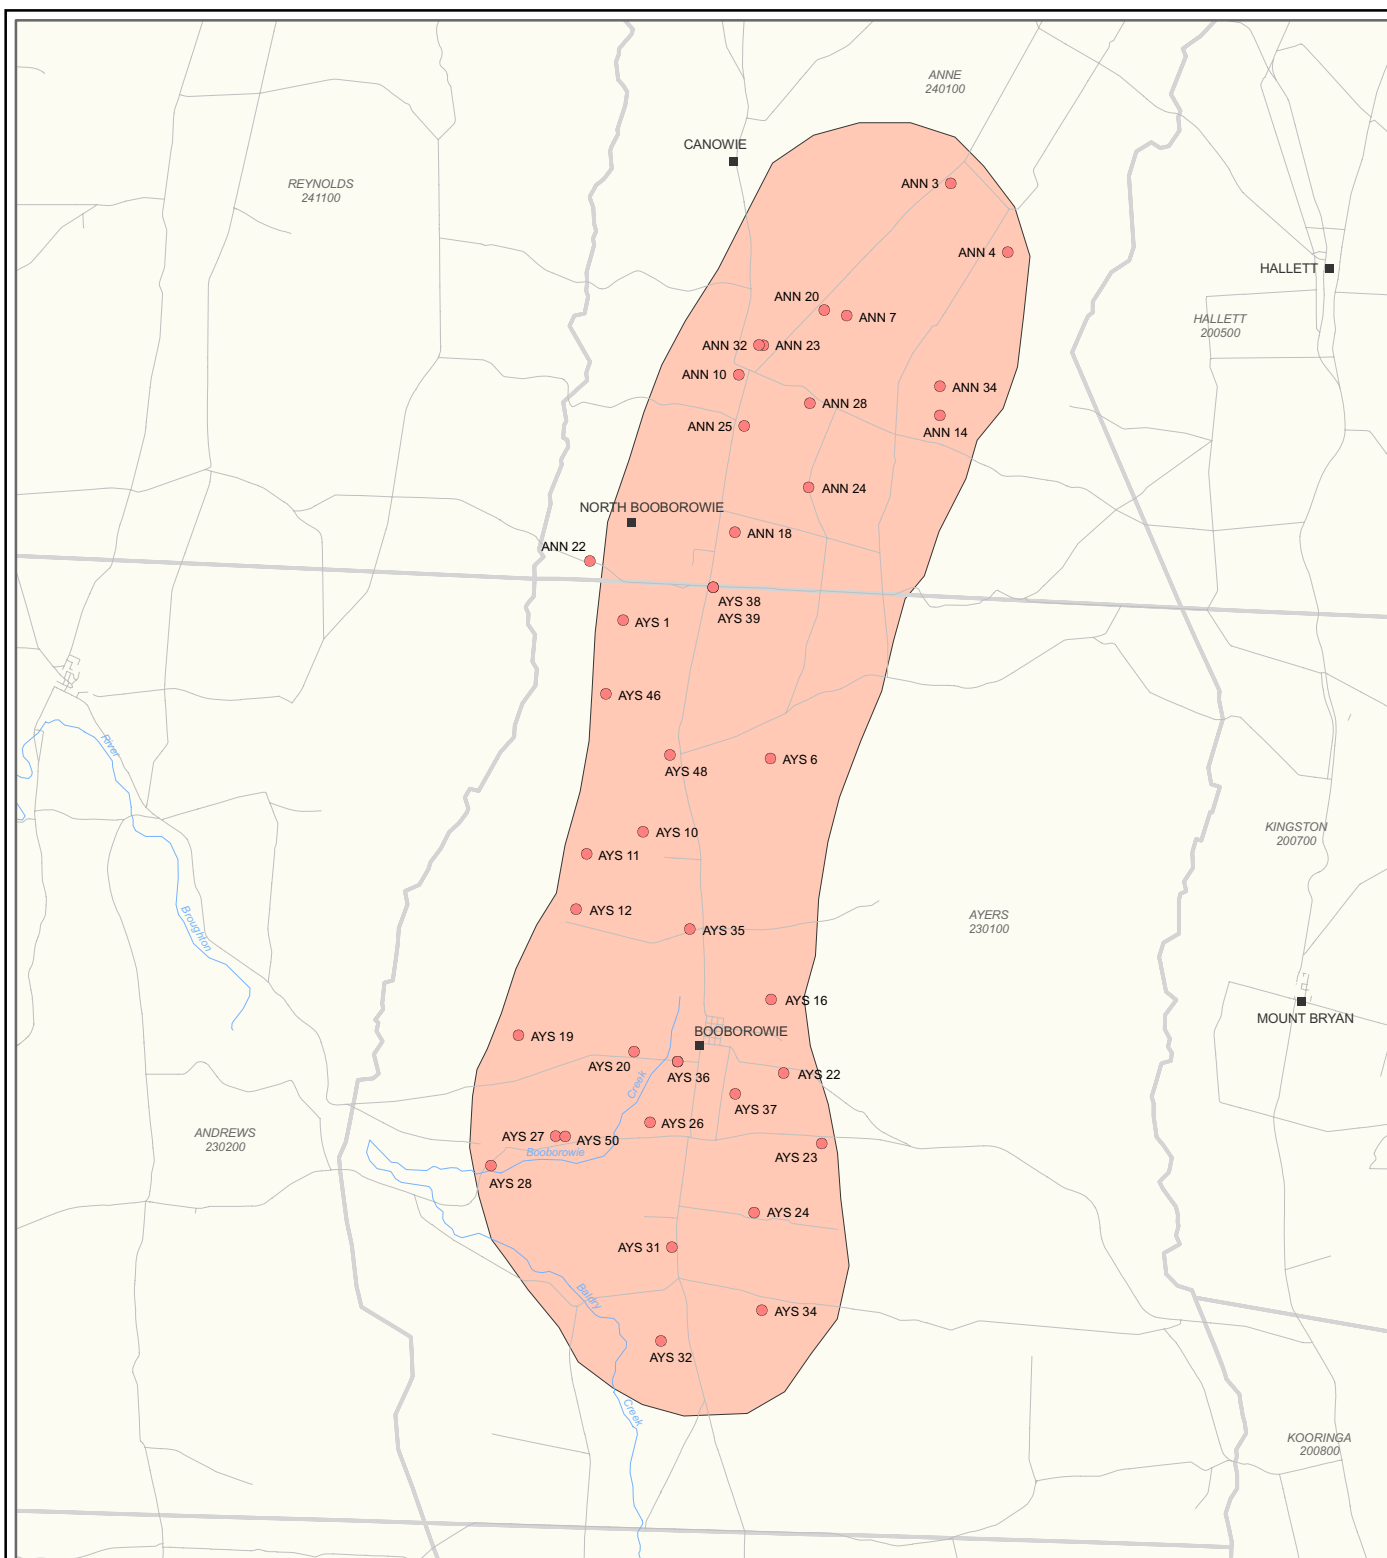 ANNE
240100
CANOWIE
REYNOLDS
241100
ANN 3
ANN 4
HALLETT
ANN 20
ANN 7
HALLETT
200500
ANN 32
ANN 23
ANN 10
ANN 34
ANN 28
ANN 25
ANN 14
ANN 24
NORTH BOOBOROWIE
ANN 18
ANN 22
AYS 38
AYS 39
AYS 1
AYS 46
River
AYS 48
AYS 6
AYS 10
KINGSTON
200700
AYS 11
AYS 12
Broughton
AYS 35
AYERS
230100
AYS 16
MOUNT BRYAN
BOOBOROWIE
AYS 19
AYS 20
AYS 36
AYS 22
Creek
AYS 37
AYS 26
ANDREWS
230200
AYS 27
AYS 50
AYS 23
Booborowie
AYS 28
AYS 24
AYS 31
Baldry
AYS 34
AYS 32
Creek
KOORINGA
200800